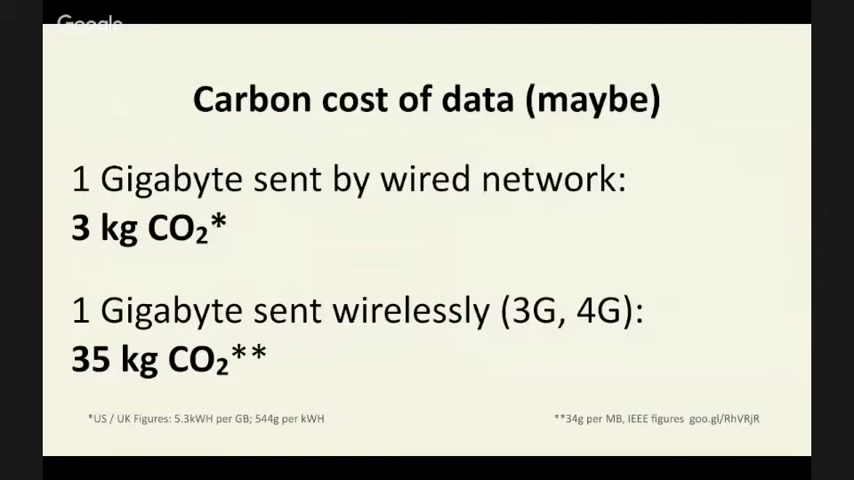 Google
Carbon cost of data (maybe)
1 Gigabyte sent by wired network:
3 kg CO₂*
1 Gigabyte sent wirelessly (3G, 4G):
35 kg CO₂**
*US / UK Figures: 5.3kWH per GB; 544g per kWH
**34g per MB, IEEE figures goo.gl/RhVRjR